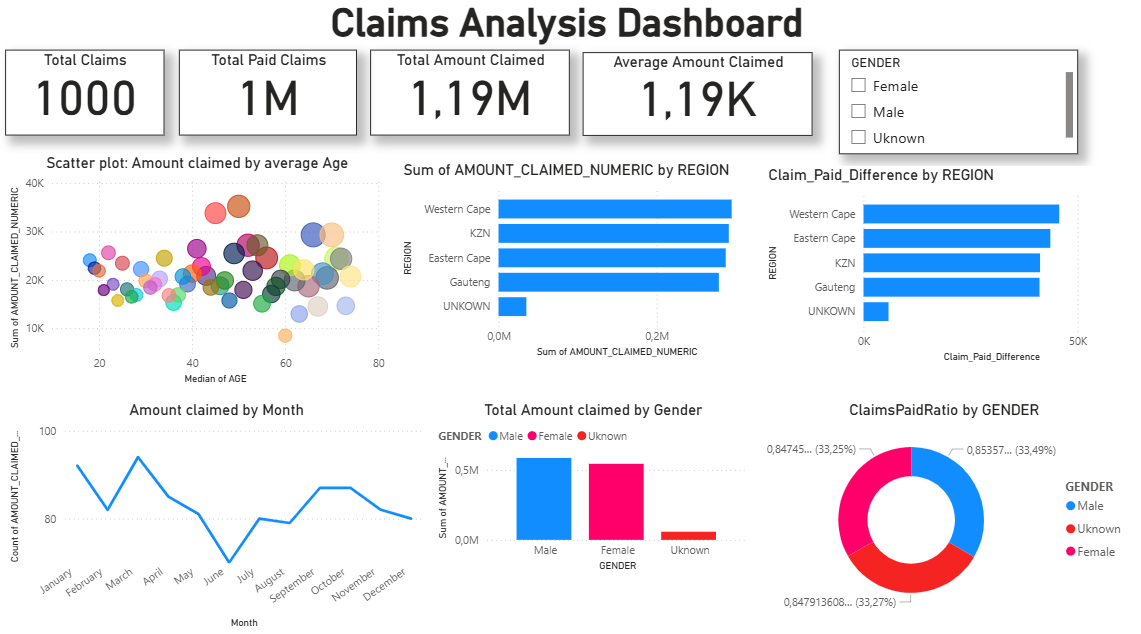 Claims Analysis Dashboard
Total Claims
1000
Total Paid Claims
1M
Total Amount Claimed
1,19M
Average Amount Claimed
1,19K
GENDER
Female
Male
Uknown
Scatter plot: Amount claimed by average Age
Sum of AMOUNT_CLAIMED_NUMERIC
40K
30K
20K
10K
20
40
60
80
Median of AGE
Sum of AMOUNT_CLAIMED_NUMERIC by REGION
REGION
Western Cape
KZN
Eastern Cape
Gauteng
UNKOWN
0,0M
0,2M
Sum of AMOUNT_CLAIMED_NUMERIC
Claim_Paid_Difference by REGION
REGION
Western Cape
Eastern Cape
KZN
Gauteng
UNKOWN
0K
50K
Claim_Paid_Difference
Amount claimed by Month
Count of AMOUNT_CLAIMED_...
100
80
January
February
March
April
May
June
July
August
September
October
November
December
Month
Total Amount claimed by Gender
GENDER Male Female Uknown
Sum of AMOUNT_...
0,5M
0,0M
Male
Female
Uknown
GENDER
ClaimsPaidRatio by GENDER
0,84745... (33,25%)
0,85357... (33,49%)
0,847913608... (33,27%)
GENDER
Male
Uknown
Female